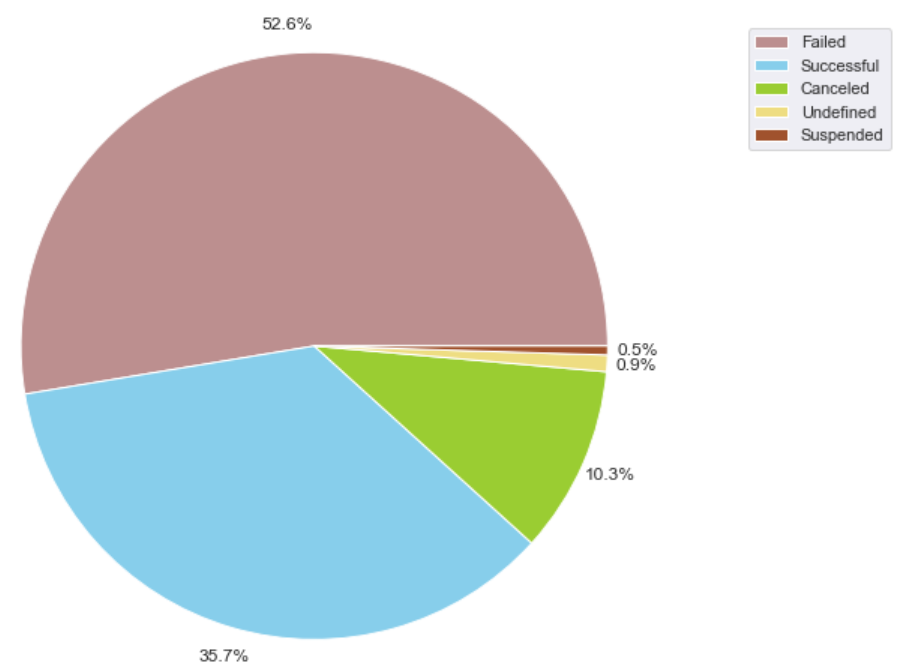 52.6%
Failed
Successful
Canceled
Undefined
Suspended
0.5%
0.9%
10.3%
35.7%